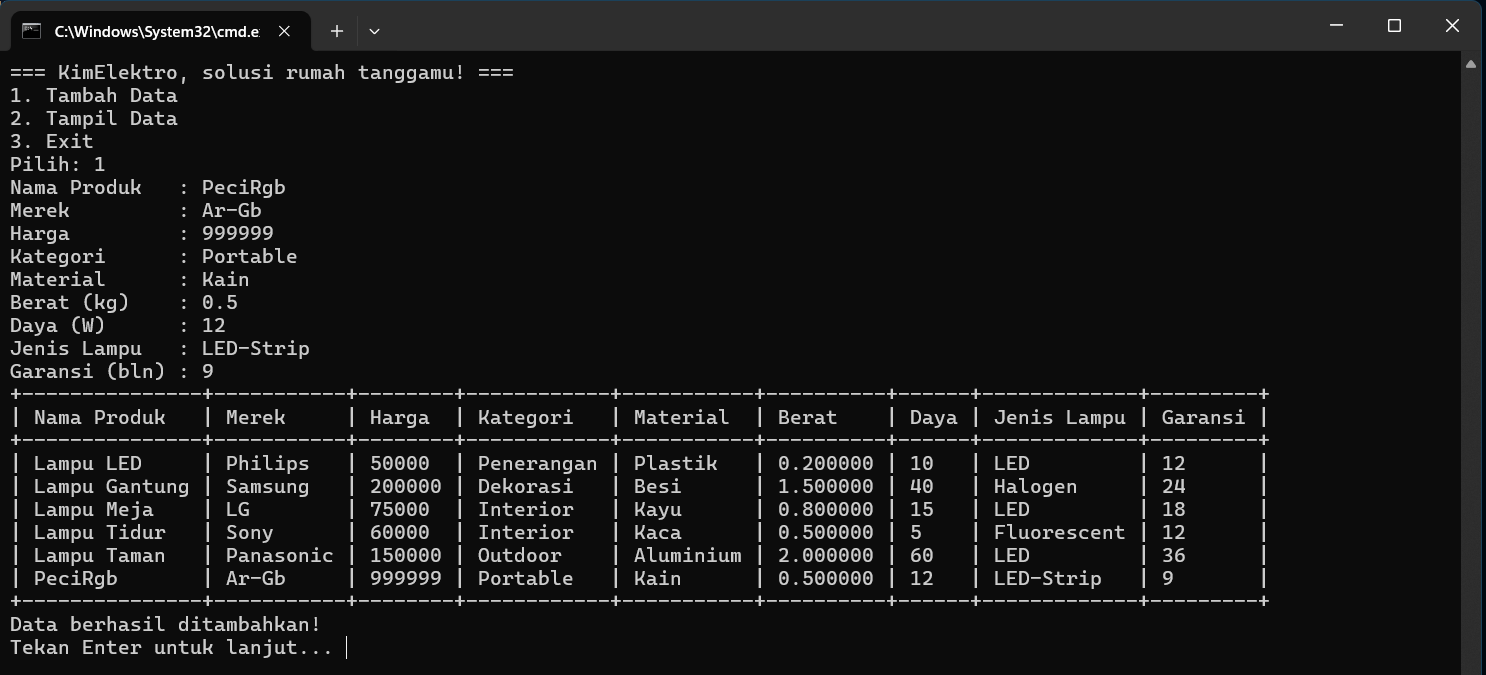 C:\Windows\System32\cmd.e
=== KimElektro, solusi rumah tanggamu! ===
1. Tambah Data
2. Tampil Data
3. Exit
Pilih: 1
Nama Produk   : PeciRgb
Merek         : Ar-Gb
Harga         : 999999
Kategori      : Portable
Material      : Kain
Berat (kg)    : 0.5
Daya (W)      : 12
Jenis Lampu   : LED-Strip
Garansi (bln) : 9
+---------------+-----------+--------+------------+-----------+----------+------+-------------+---------+
| Nama Produk   | Merek     | Harga  | Kategori   | Material  | Berat    | Daya | Jenis Lampu | Garansi |
+---------------+-----------+--------+------------+-----------+----------+------+-------------+---------+
| Lampu LED     | Philips   | 50000  | Penerangan | Plastik   | 0.200000 | 10   | LED         | 12      |
| Lampu Gantung | Samsung   | 200000 | Dekorasi   | Besi      | 1.500000 | 40   | Halogen     | 24      |
| Lampu Meja    | LG        | 75000  | Interior   | Kayu      | 0.800000 | 15   | LED         | 18      |
| Lampu Tidur   | Sony      | 60000  | Interior   | Kaca      | 0.500000 | 5    | Fluorescent | 12      |
| Lampu Taman   | Panasonic | 150000 | Outdoor    | Aluminium | 2.000000 | 60   | LED         | 36      |
| PeciRgb       | Ar-Gb     | 999999 | Portable   | Kain      | 0.500000 | 12   | LED-Strip   | 9       |
+---------------+-----------+--------+------------+-----------+----------+------+-------------+---------+
Data berhasil ditambahkan!
Tekan Enter untuk lanjut...